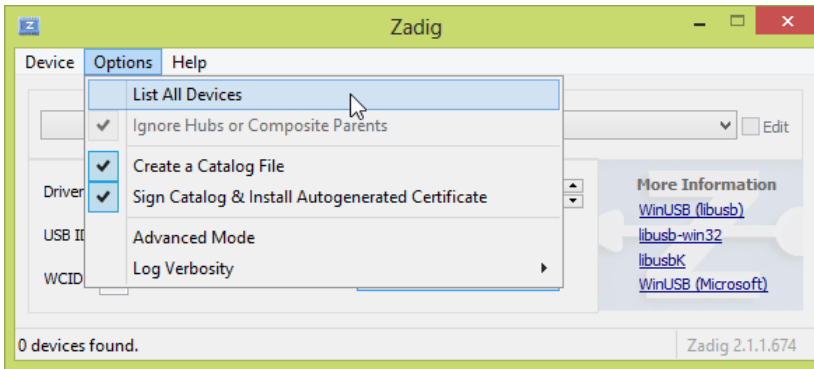 Zadig
Device Options Help
List All Devices
Ignore Hubs or Composite Parents
Edit
Create a Catalog File
Driver
Sign Catalog & Install Autogenerated Certificate
More Information
WinUSB (libusb)
USB ID
Advanced Mode
libusb-win32
Log Verbosity
libusbK
WCID
WinUSB (Microsoft)
0 devices found.
Zadig 2.1.1.674